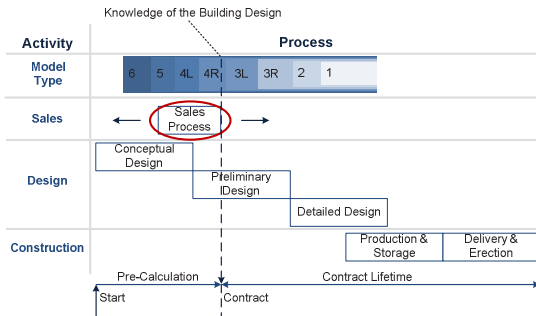 Knowledge of the Building Design
Activity
Process
Model
Type
6 5 4L 4R 3L 3R 2 1
Sales
Sales
Process
Design
Conceptual
Design
Preliminary
Design
Detailed Design
Construction
Production &
Storage
Delivery &
Erection
Pre-Calculation
Contract Lifetime
Start
Contract